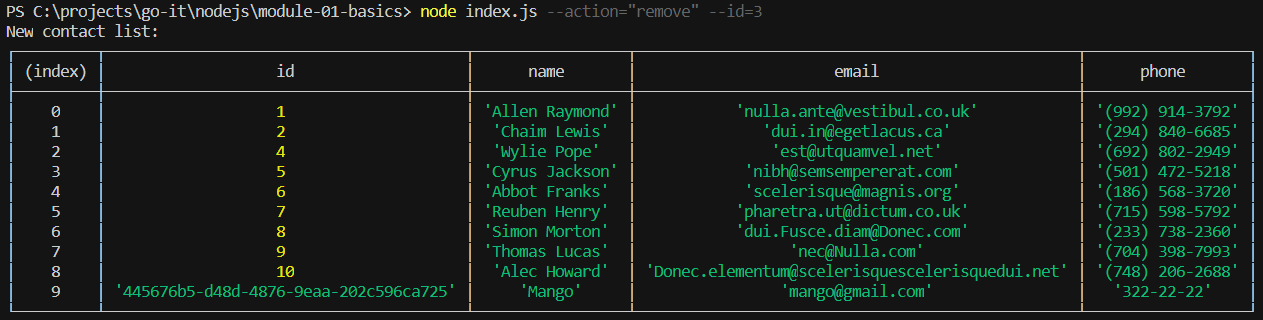 PS C:\projects\go-it\nodejs\module-01-basics> node index.js --action="remove" --id=3
New contact list:
(index) id name email phone
0 1 'Allen Raymond' 'nulla.ante@vestibul.co.uk' '(992) 914-3792'
1 2 'Chaim Lewis' 'dui.in@egetlacus.ca' '(294) 840-6685'
2 4 'Wylie Pope' 'est@utquamvel.net' '(692) 802-2949'
3 5 'Cyrus Jackson' 'nibh@semsempererat.com' '(501) 472-5218'
4 6 'Abbot Franks' 'scelerisque@magnis.org' '(186) 568-3720'
5 7 'Reuben Henry' 'pharetra.ut@dictum.co.uk' '(715) 598-5792'
6 8 'Simon Morton' 'dui.Fusce.diam@Donec.com' '(233) 738-2360'
7 9 'Thomas Lucas' 'nec@Nulla.com' '(704) 398-7993'
8 10 'Alec Howard' 'Donec.elementum@scelerisquescelerisquedui.net' '(748) 206-2688'
9 '445676b5-d48d-4876-9eaa-202c596ca725' 'Mango' 'mango@gmail.com' '322-22-22'